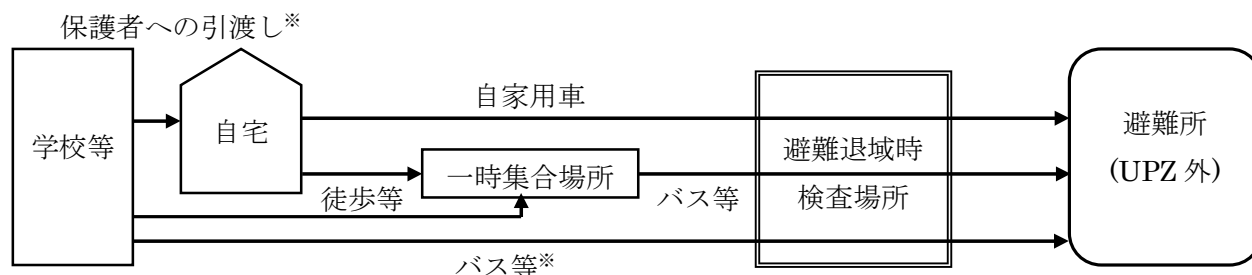 保護者への引渡し※
学校等
自宅
自家用車
徒歩等
一時集合場所
バス等
避難退域時
検査場所
避難所
(UPZ 外)
バス等※